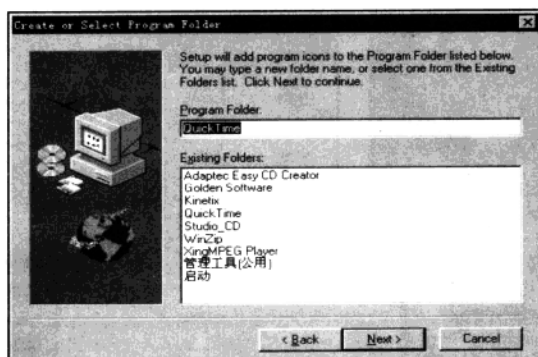 Create or Select Program Folder
Setup will add program icons to the Program Folder listed below.
You may type a new folder name, or select one from the Existing
Folders list. Click Next to continue.
Program Folder:
QuickTime
Existing Folders:
Adaptec Easy CD Creator
Golden Software
Kinetix
QuickTime
Studio_CD
WinZip
XingMPEG Player
管理工具(公用)
启动
< Back
Next >
Cancel